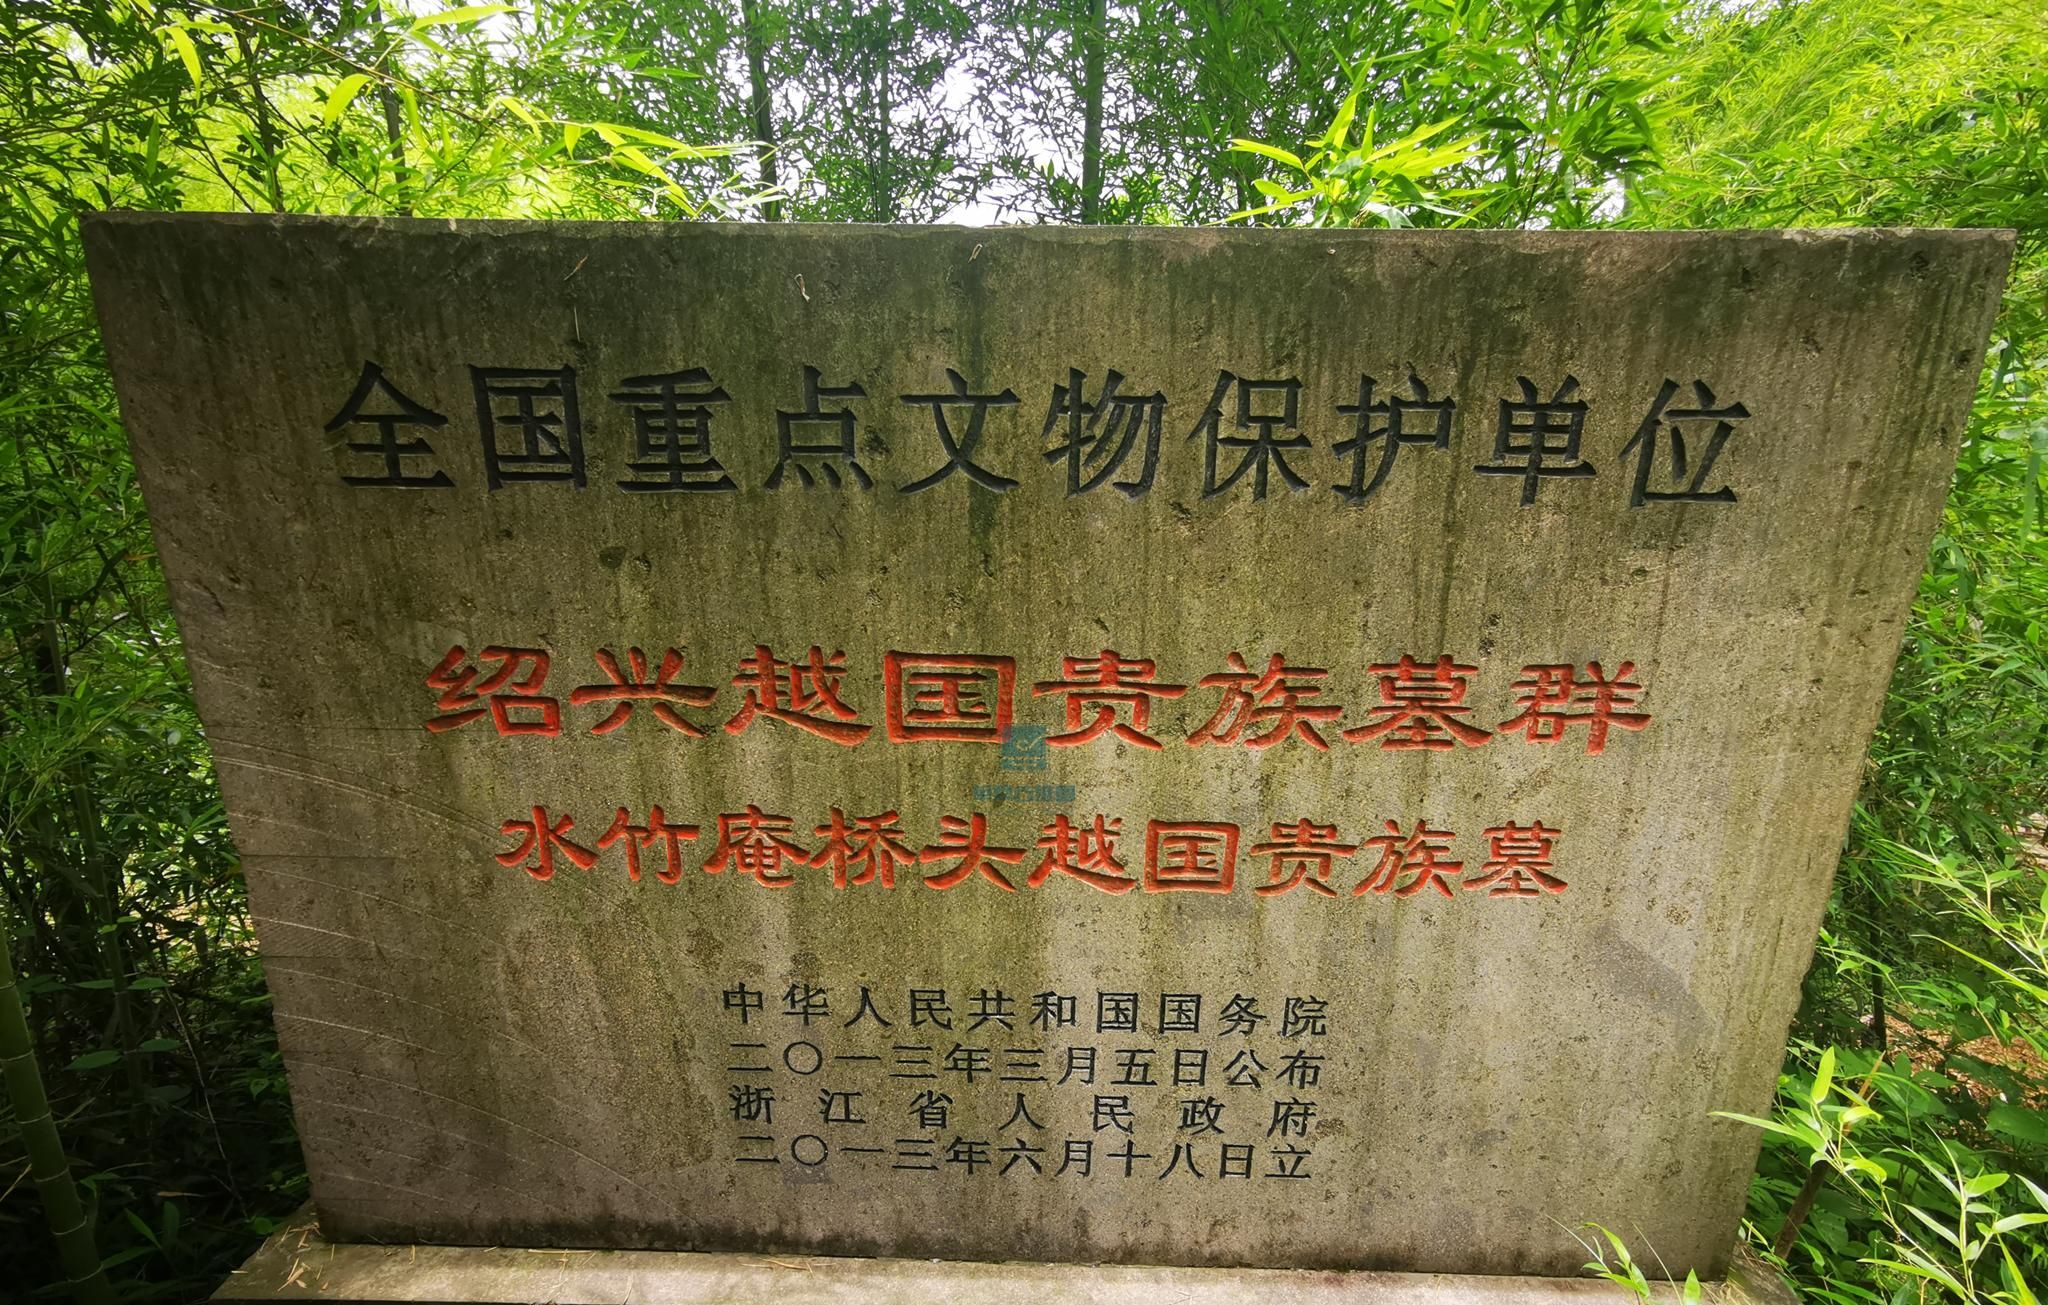 全国重点文物保护单位
绍兴越国贵族墓群
水竹庵桥头越国贵族墓
中华人民共和国国务院
二〇一三年三月五日公布
浙江省人民政府
二〇一三年六月十八日立